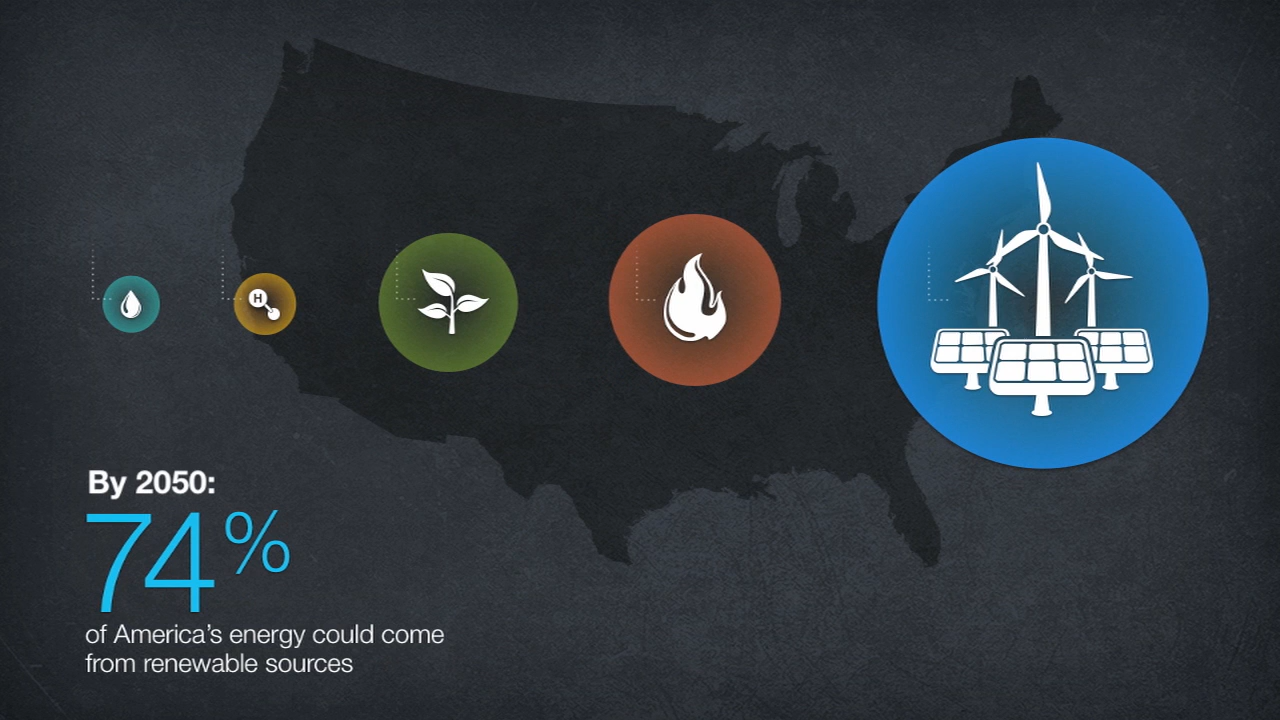 H
By 2050:
74%
of America's energy could come
from renewable sources